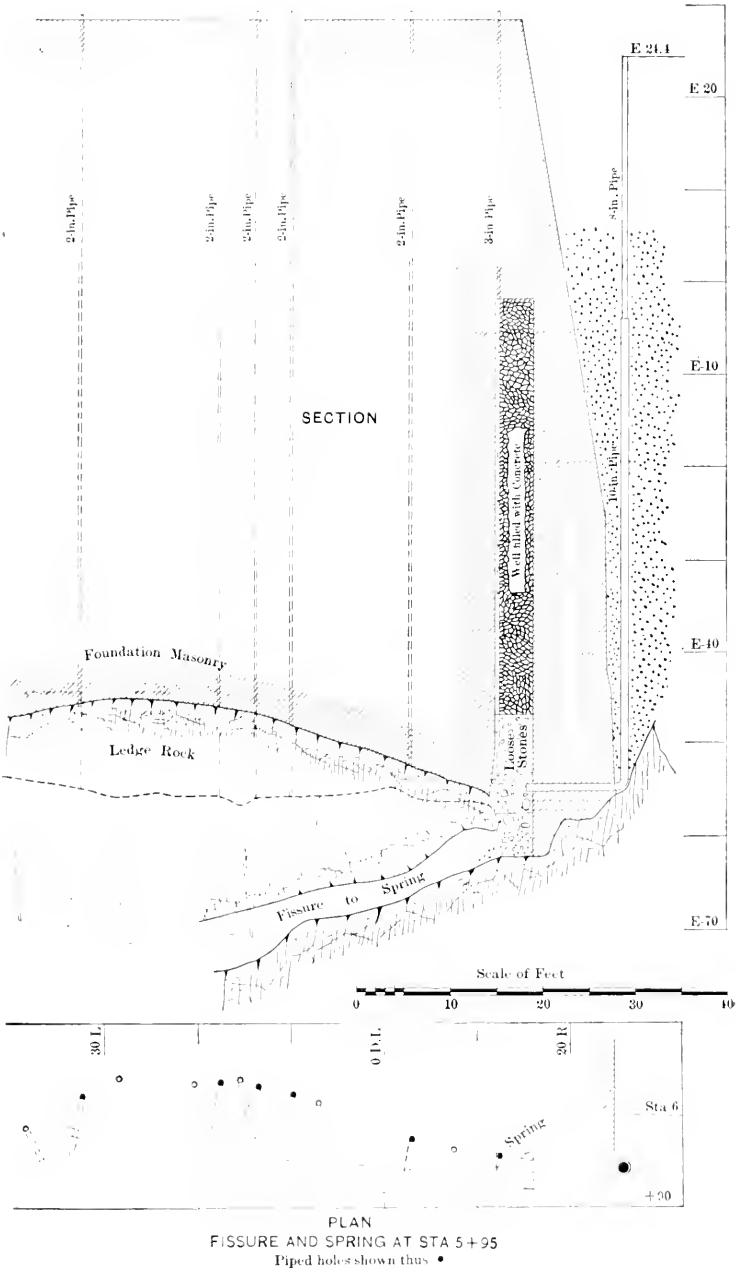 E 24.4
E 20
2-in. Pipe
2-in. Pipe
2-in. Pipe
2-in. Pipe
2-in. Pipe
3-in. Pipe
8-in. Pipe
E-10
SECTION
Well filled with Concrete
10-in. Pipe
E-40
Foundation Masonry
Ledge Rock
Loose
Stones
Fissure to Spring
E-70
Scale of Feet
0 10 20 30 40
30 L
0 D.L.
20 R
Sta 6
Spring
+90
PLAN
FISSURE AND SPRING AT STA 5+95
Piped holes shown thus